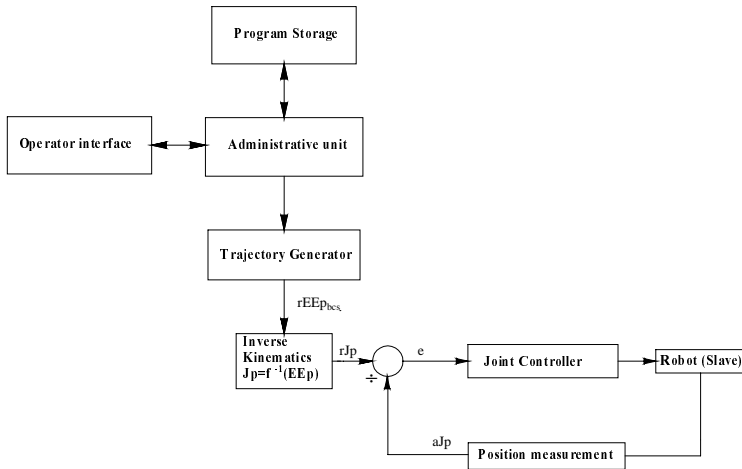 Program Storage
Operator interface
Administrative unit
Trajectory Generator
rEEpbcs.
Inverse
Kinematics
Jp=f -1(EEp)
rJp
÷
e
Joint Controller
Robot (Slave)
aJp
Position measurement